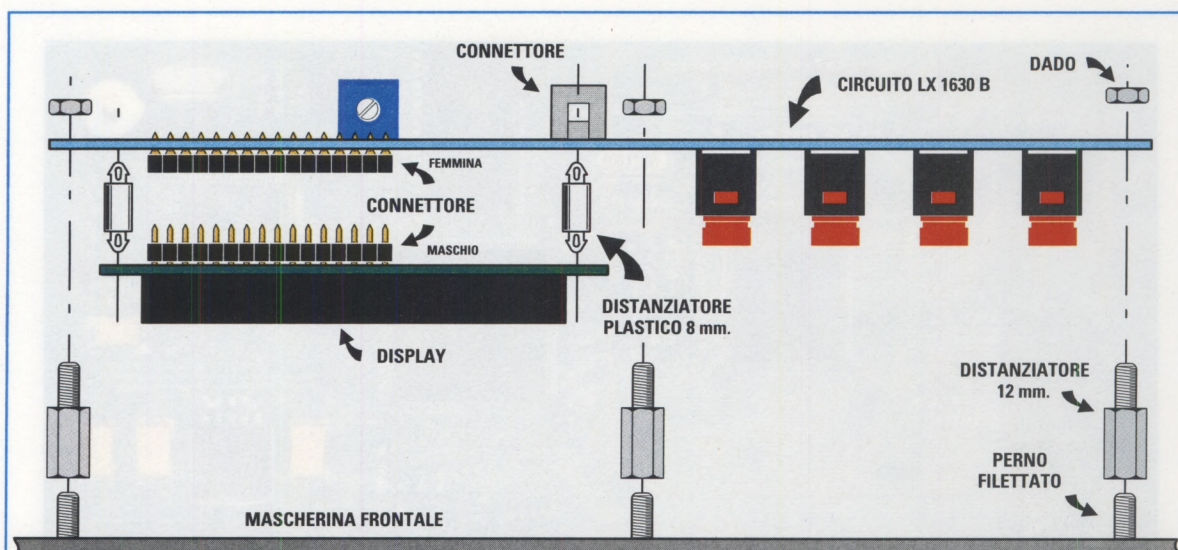 CONNETTORE
DADO
CIRCUITO LX 1630 B
FEMMINA
CONNETTORE
MASCHIO
DISTANZIATORE
PLASTICO 8 mm.
DISPLAY
DISTANZIATORE
12 mm.
PERNO
FILETTATO
MASCHERINA FRONTALE